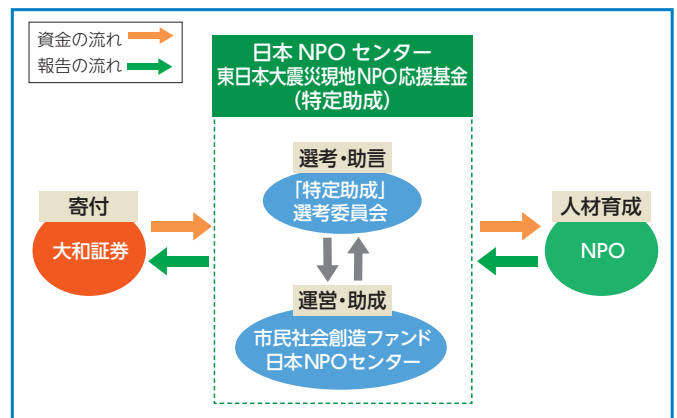 資金の流れ
報告の流れ
日本 NPO センター
東日本大震災現地NPO応援基金
（特定助成）
選考・助言
「特定助成」
選考委員会
寄付
大和証券
人材育成
NPO
運営・助成
市民社会創造ファンド
日本NPOセンター